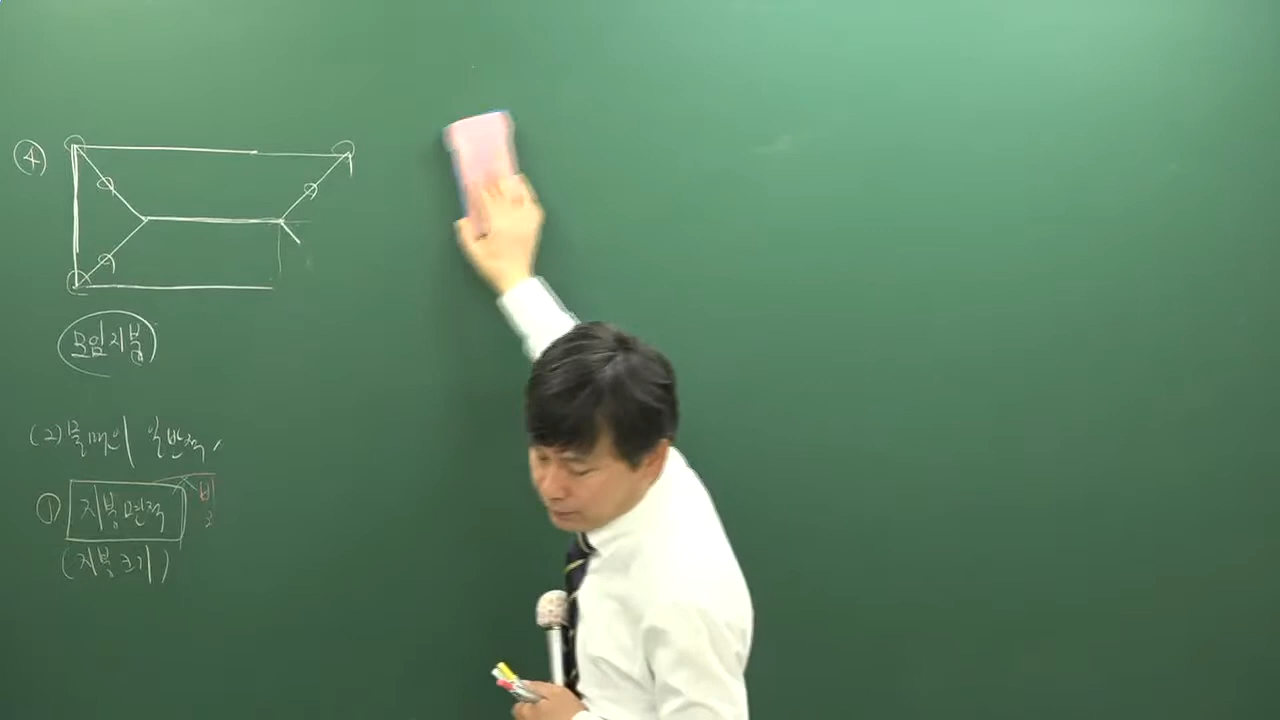 ④
모임지붕
(2) 물매의 일반적
① 지붕면적 비
(지붕크기)